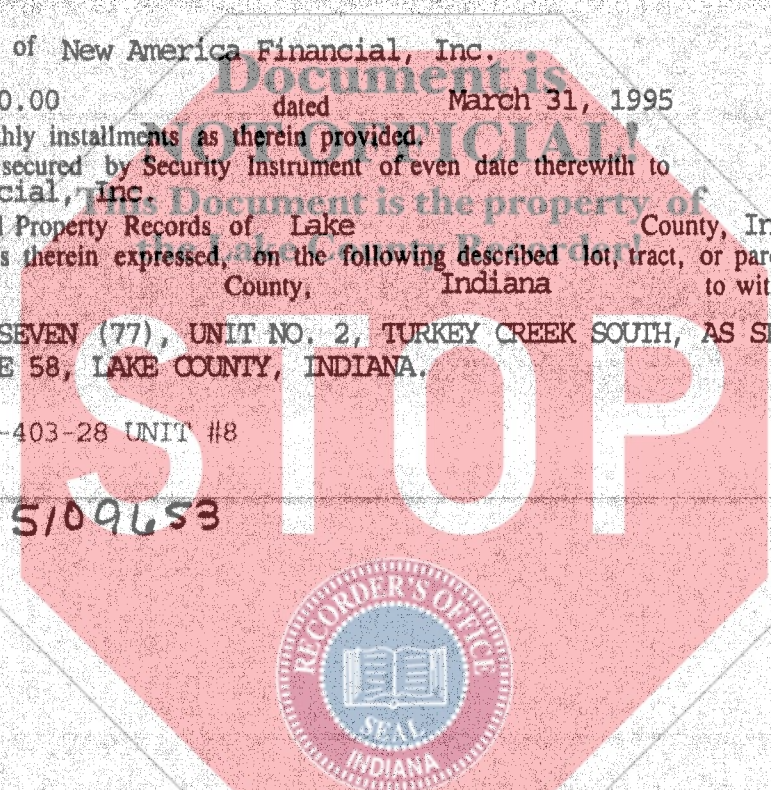 of New America Financial, Inc.
Document is
0.00 dated March 31, 1995
hly installments as therein provided.
NOT OFFICIAL!
secured by Security Instrument of even date therewith to
cial, Inc.
This Document is the property of
l Property Records of Lake County, In
the Lake County Recorder!
s therein expressed, on the following described lot, tract, or parc
County, Indiana to wit
SEVEN (77), UNIT NO. 2, TURKEY CREEK SOUTH, AS S
E 58, LAKE COUNTY, INDIANA.
STOP
-403-28 UNIT #8
5109653
RECORDER'S OFFICE
SEAL
INDIANA